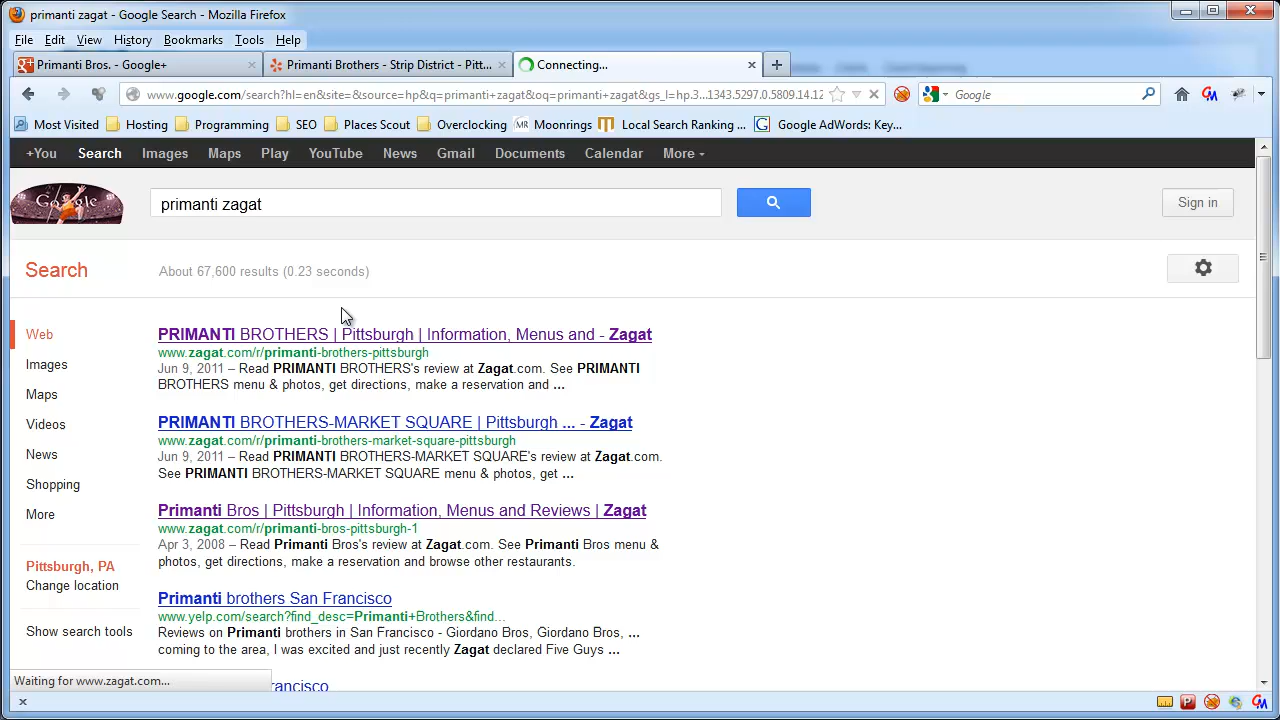 primanti zagat - Google Search - Mozilla Firefox
File Edit View History Bookmarks Tools Help
Primanti Bros. - Google+
Primanti Brothers - Strip District - Pitt...
Connecting...
www.google.com/search?hl=en&site=&source=hp&q=primanti+zagat&oq=primanti+zagat&gs_l=hp.3...1343.5297.0.5809.14.12
Google
Most Visited Hosting Programming SEO Places Scout Overclocking Moonrings Local Search Ranking ... Google AdWords: Key...
+You Search Images Maps Play YouTube News Gmail Documents Calendar More
Google
primanti zagat
Sign in
Search
About 67,600 results (0.23 seconds)
Web
Images
Maps
Videos
News
Shopping
More
Pittsburgh, PA
Change location
Show search tools
PRIMANTI BROTHERS | Pittsburgh | Information, Menus and - Zagat
www.zagat.com/r/primanti-brothers-pittsburgh
Jun 9, 2011 – Read PRIMANTI BROTHERS's review at Zagat.com. See PRIMANTI
BROTHERS menu & photos, get directions, make a reservation and ...
PRIMANTI BROTHERS-MARKET SQUARE | Pittsburgh ... - Zagat
www.zagat.com/r/primanti-brothers-market-square-pittsburgh
Jun 9, 2011 – Read PRIMANTI BROTHERS-MARKET SQUARE's review at Zagat.com.
See PRIMANTI BROTHERS-MARKET SQUARE menu & photos, get ...
Primanti Bros | Pittsburgh | Information, Menus and Reviews | Zagat
www.zagat.com/r/primanti-bros-pittsburgh-1
Apr 3, 2008 – Read Primanti Bros's review at Zagat.com. See Primanti Bros menu &
photos, get directions, make a reservation and browse other restaurants.
Primanti brothers San Francisco
www.yelp.com/search?find_desc=Primanti+Brothers&find...
Reviews on Primanti brothers in San Francisco - Giordano Bros, Giordano Bros, ...
coming to the area, I was excited and just recently Zagat declared Five Guys ...
Waiting for www.zagat.com...